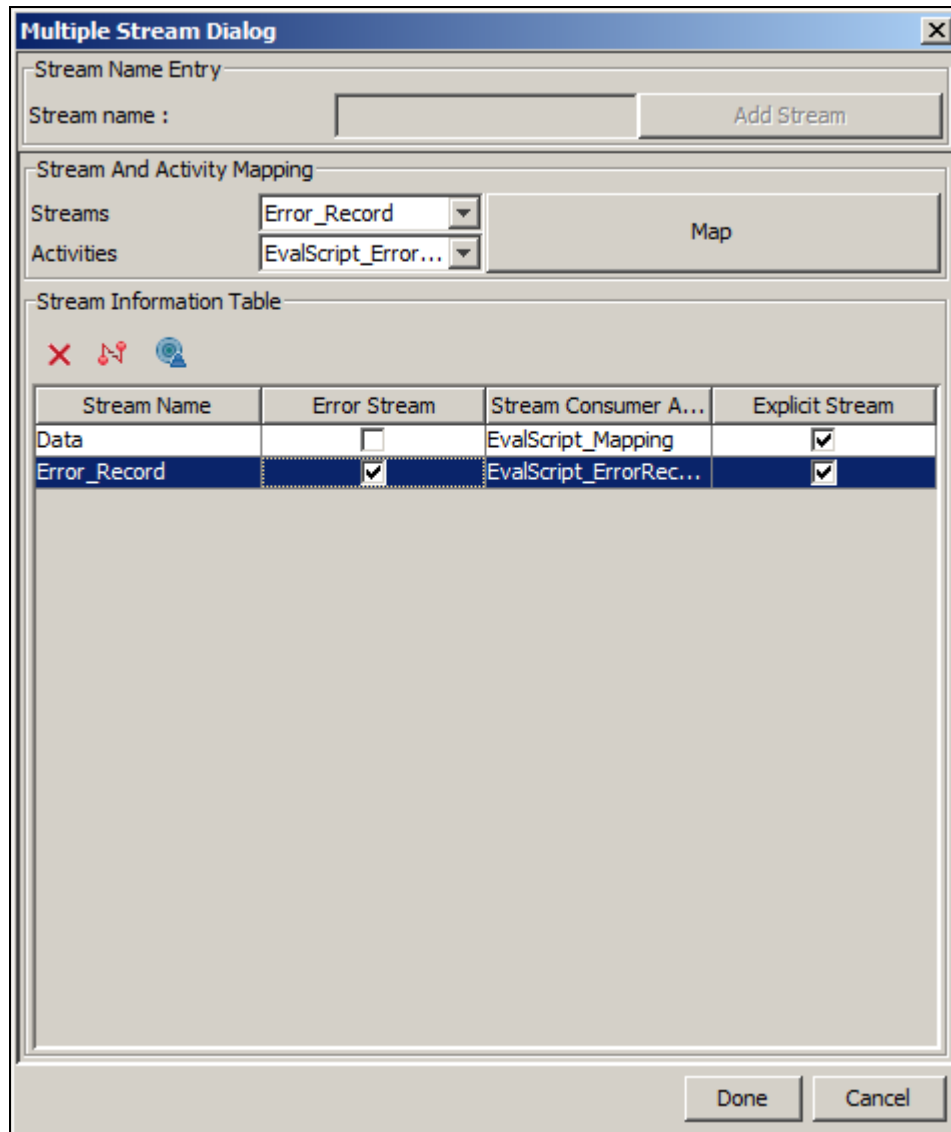 Multiple Stream Dialog
Stream Name Entry
Stream name :
Add Stream
Stream And Activity Mapping
Streams Error_Record
Map
Activities EvalScript_Error...
Stream Information Table
Stream Name Error Stream Stream Consumer A... Explicit Stream
Data EvalScript_Mapping
Error_Record EvalScript_ErrorRec...
Done Cancel